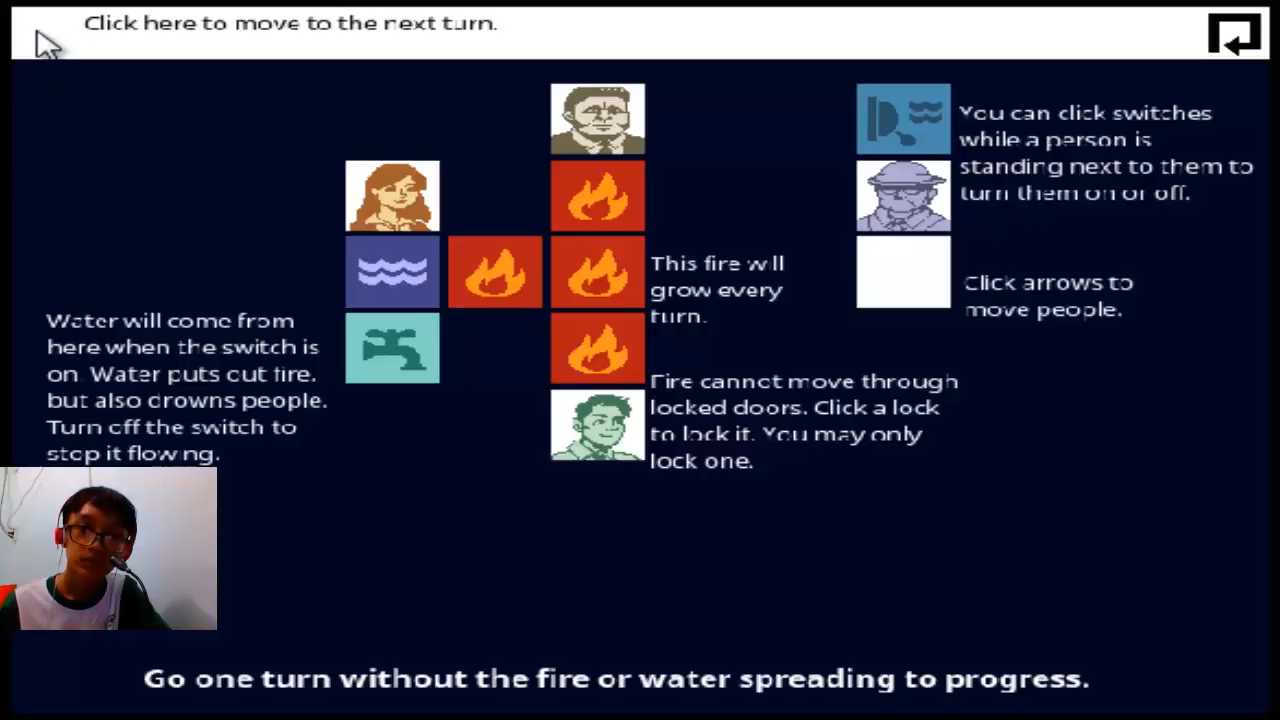 Click here to move to the next turn.
You can click switches
while a person is
standing next to them to
turn them on or off.
This fire will
grow every
turn.
Click arrows to
move people.
Water will come from
here when the switch is
on. Water puts out fire.
but also drowns people.
Turn off the switch to
stop it flowing.
Fire cannot move through
locked doors. Click a lock
to lock it. You may only
lock one.
Go one turn without the fire or water spreading to progress.